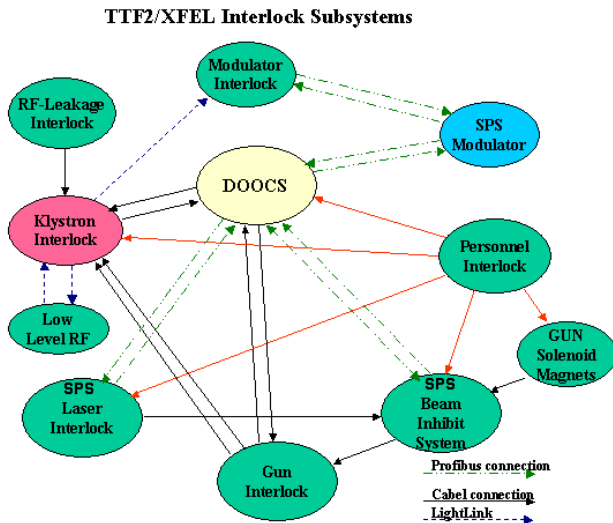 TTF2/XFEL Interlock Subsystems
Modulator
Interlock
RF-Leakage
Interlock
SPS
Modulator
DOOCS
Klystron
Interlock
Personnel
Interlock
Low
Level RF
GUN
Solenoid
Magnets
SPS
Laser
Interlock
SPS
Beam
Inhibit
System
Gun
Interlock
Profibus connection
Cabel connection
LightLink